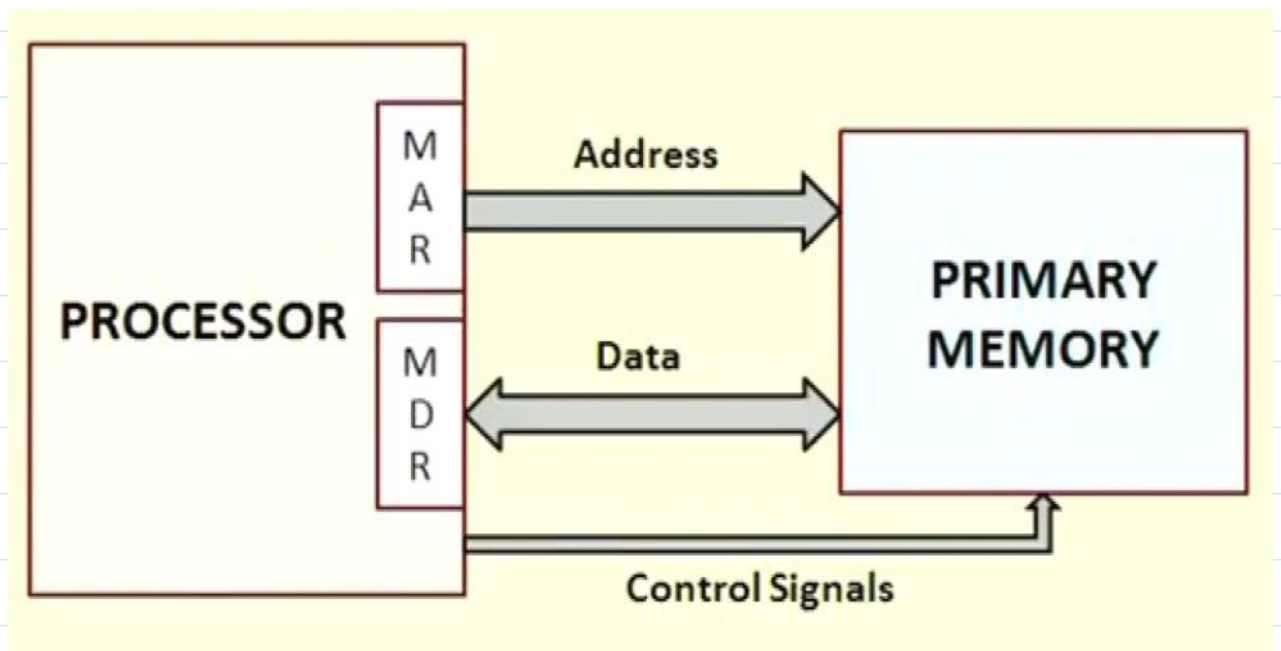 PROCESSOR
M
A
R
M
D
R
Address
Data
Control Signals
PRIMARY
MEMORY